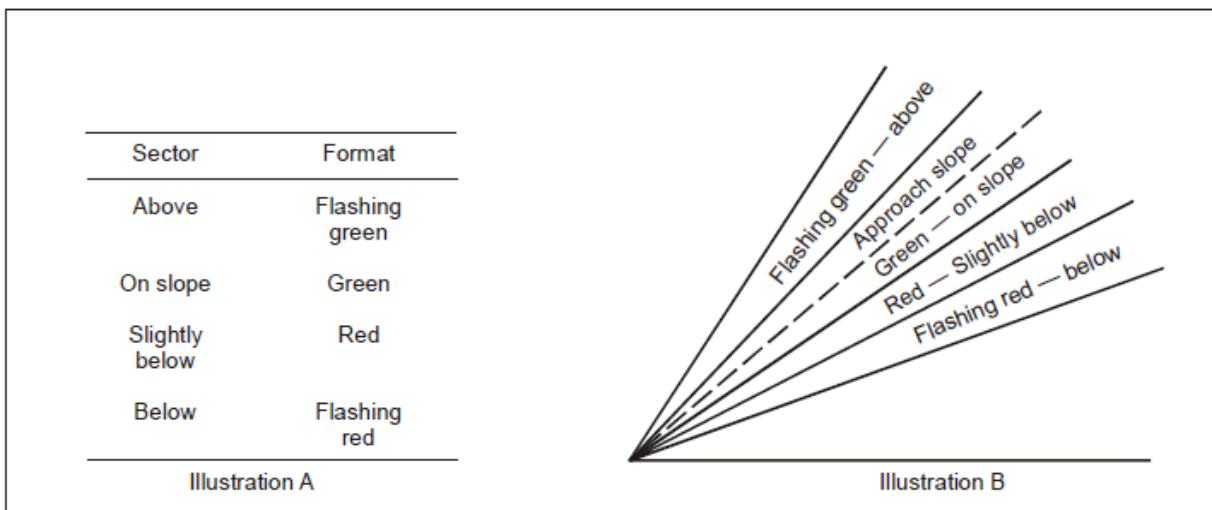 Sector Format
Above Flashing
green
On slope Green
Slightly Red
below
Below Flashing
red
Illustration A
Flashing green — above
Approach slope
Green — on slope
Red — Slightly below
Flashing red — below
Illustration B